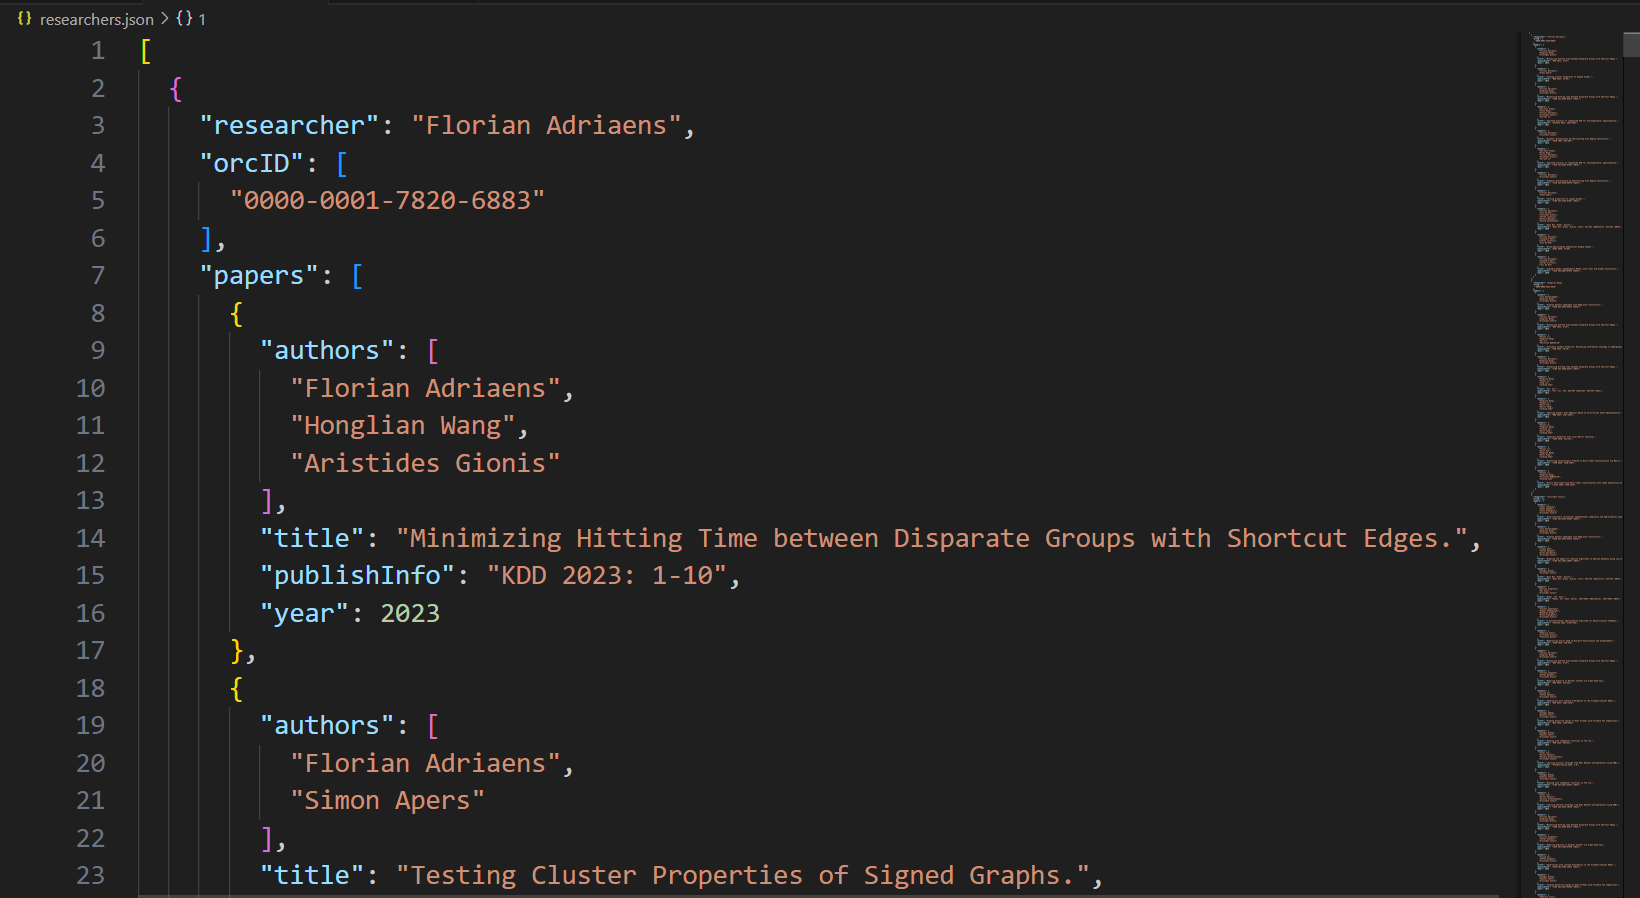 {} researchers.json > {} 1
1 [
2 {
3 "researcher": "Florian Adriaens",
4 "orcID": [
5 "0000-0001-7820-6883"
6 ],
7 "papers": [
8 {
9 "authors": [
10 "Florian Adriaens",
11 "Honglian Wang",
12 "Aristides Gionis"
13 ],
14 "title": "Minimizing Hitting Time between Disparate Groups with Shortcut Edges.",
15 "publishInfo": "KDD 2023: 1-10",
16 "year": 2023
17 },
18 {
19 "authors": [
20 "Florian Adriaens",
21 "Simon Apers"
22 ],
23 "title": "Testing Cluster Properties of Signed Graphs.",